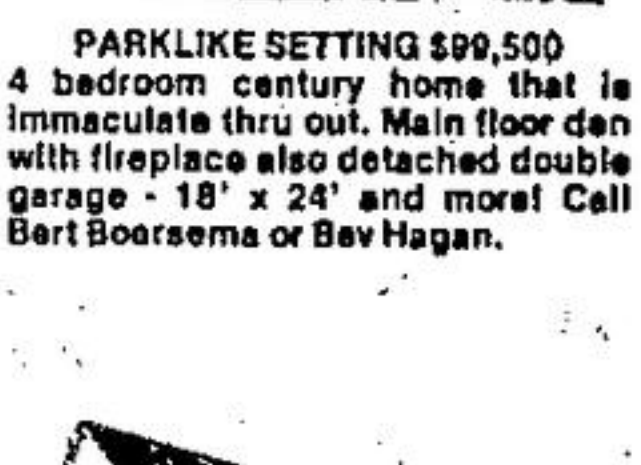 PARKLIKE SETTING $99,500
4 bedroom century home that is
immaculate thru out. Main floor den
with fireplace also detached double
garage - 18' x 24' and more! Call
Bert Boersema or Bev Hagan.